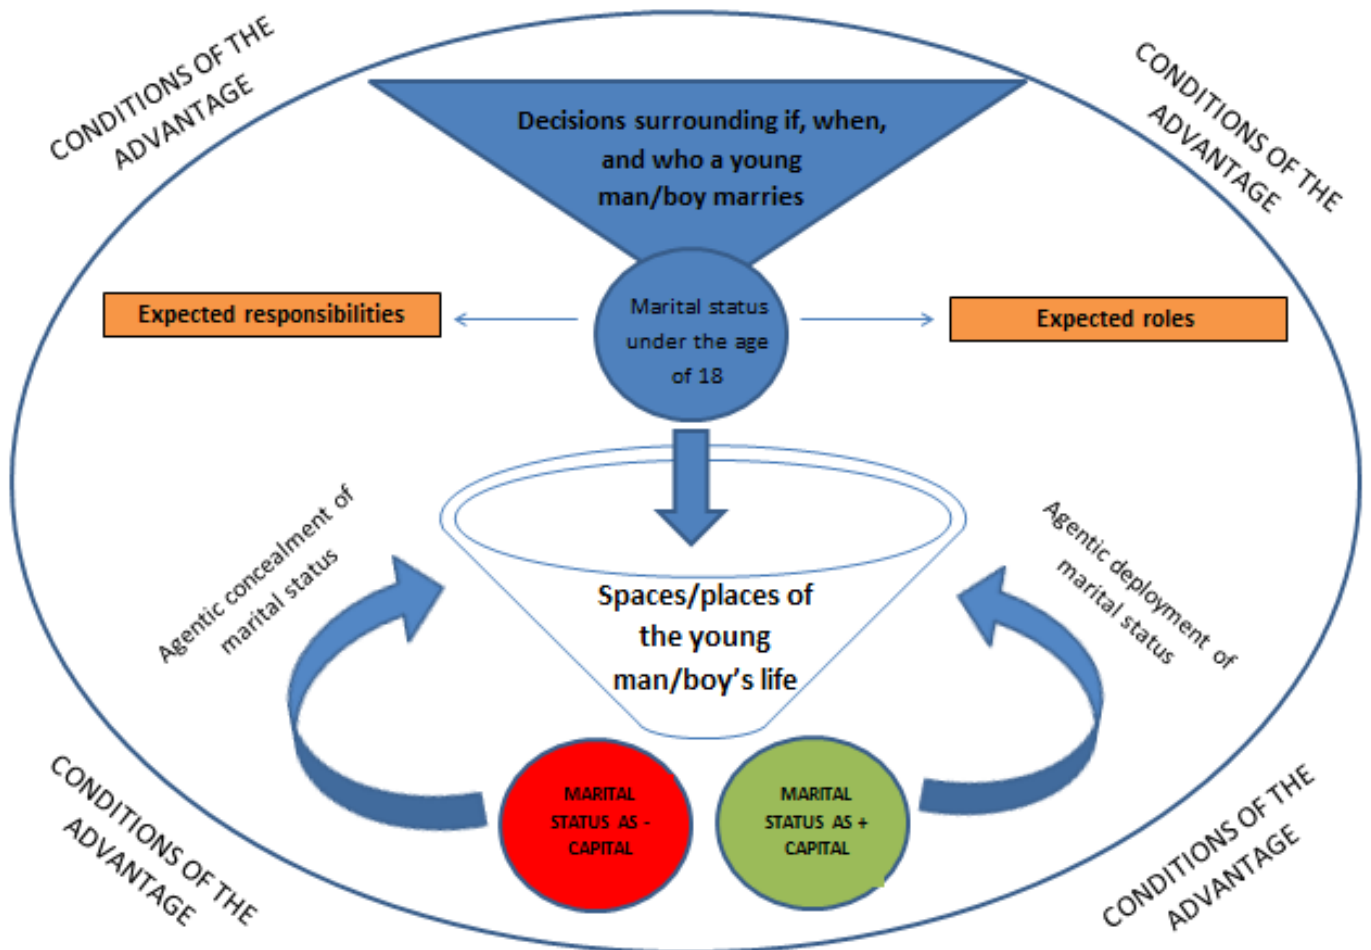 CONDITIONS OF THE
ADVANTAGE
CONDITIONS OF THE
ADVANTAGE
Decisions surrounding if, when,
and who a young
man/boy marries
Expected responsibilities
Marital status
under the age
of 18
Expected roles
Agentic concealment of
marital status
Agentic deployment of
marital status
Spaces/places of
the young
man/boy's life
MARITAL
STATUS AS -
CAPITAL
MARITAL
STATUS AS +
CAPITAL
CONDITIONS OF THE
ADVANTAGE
CONDITIONS OF THE
ADVANTAGE